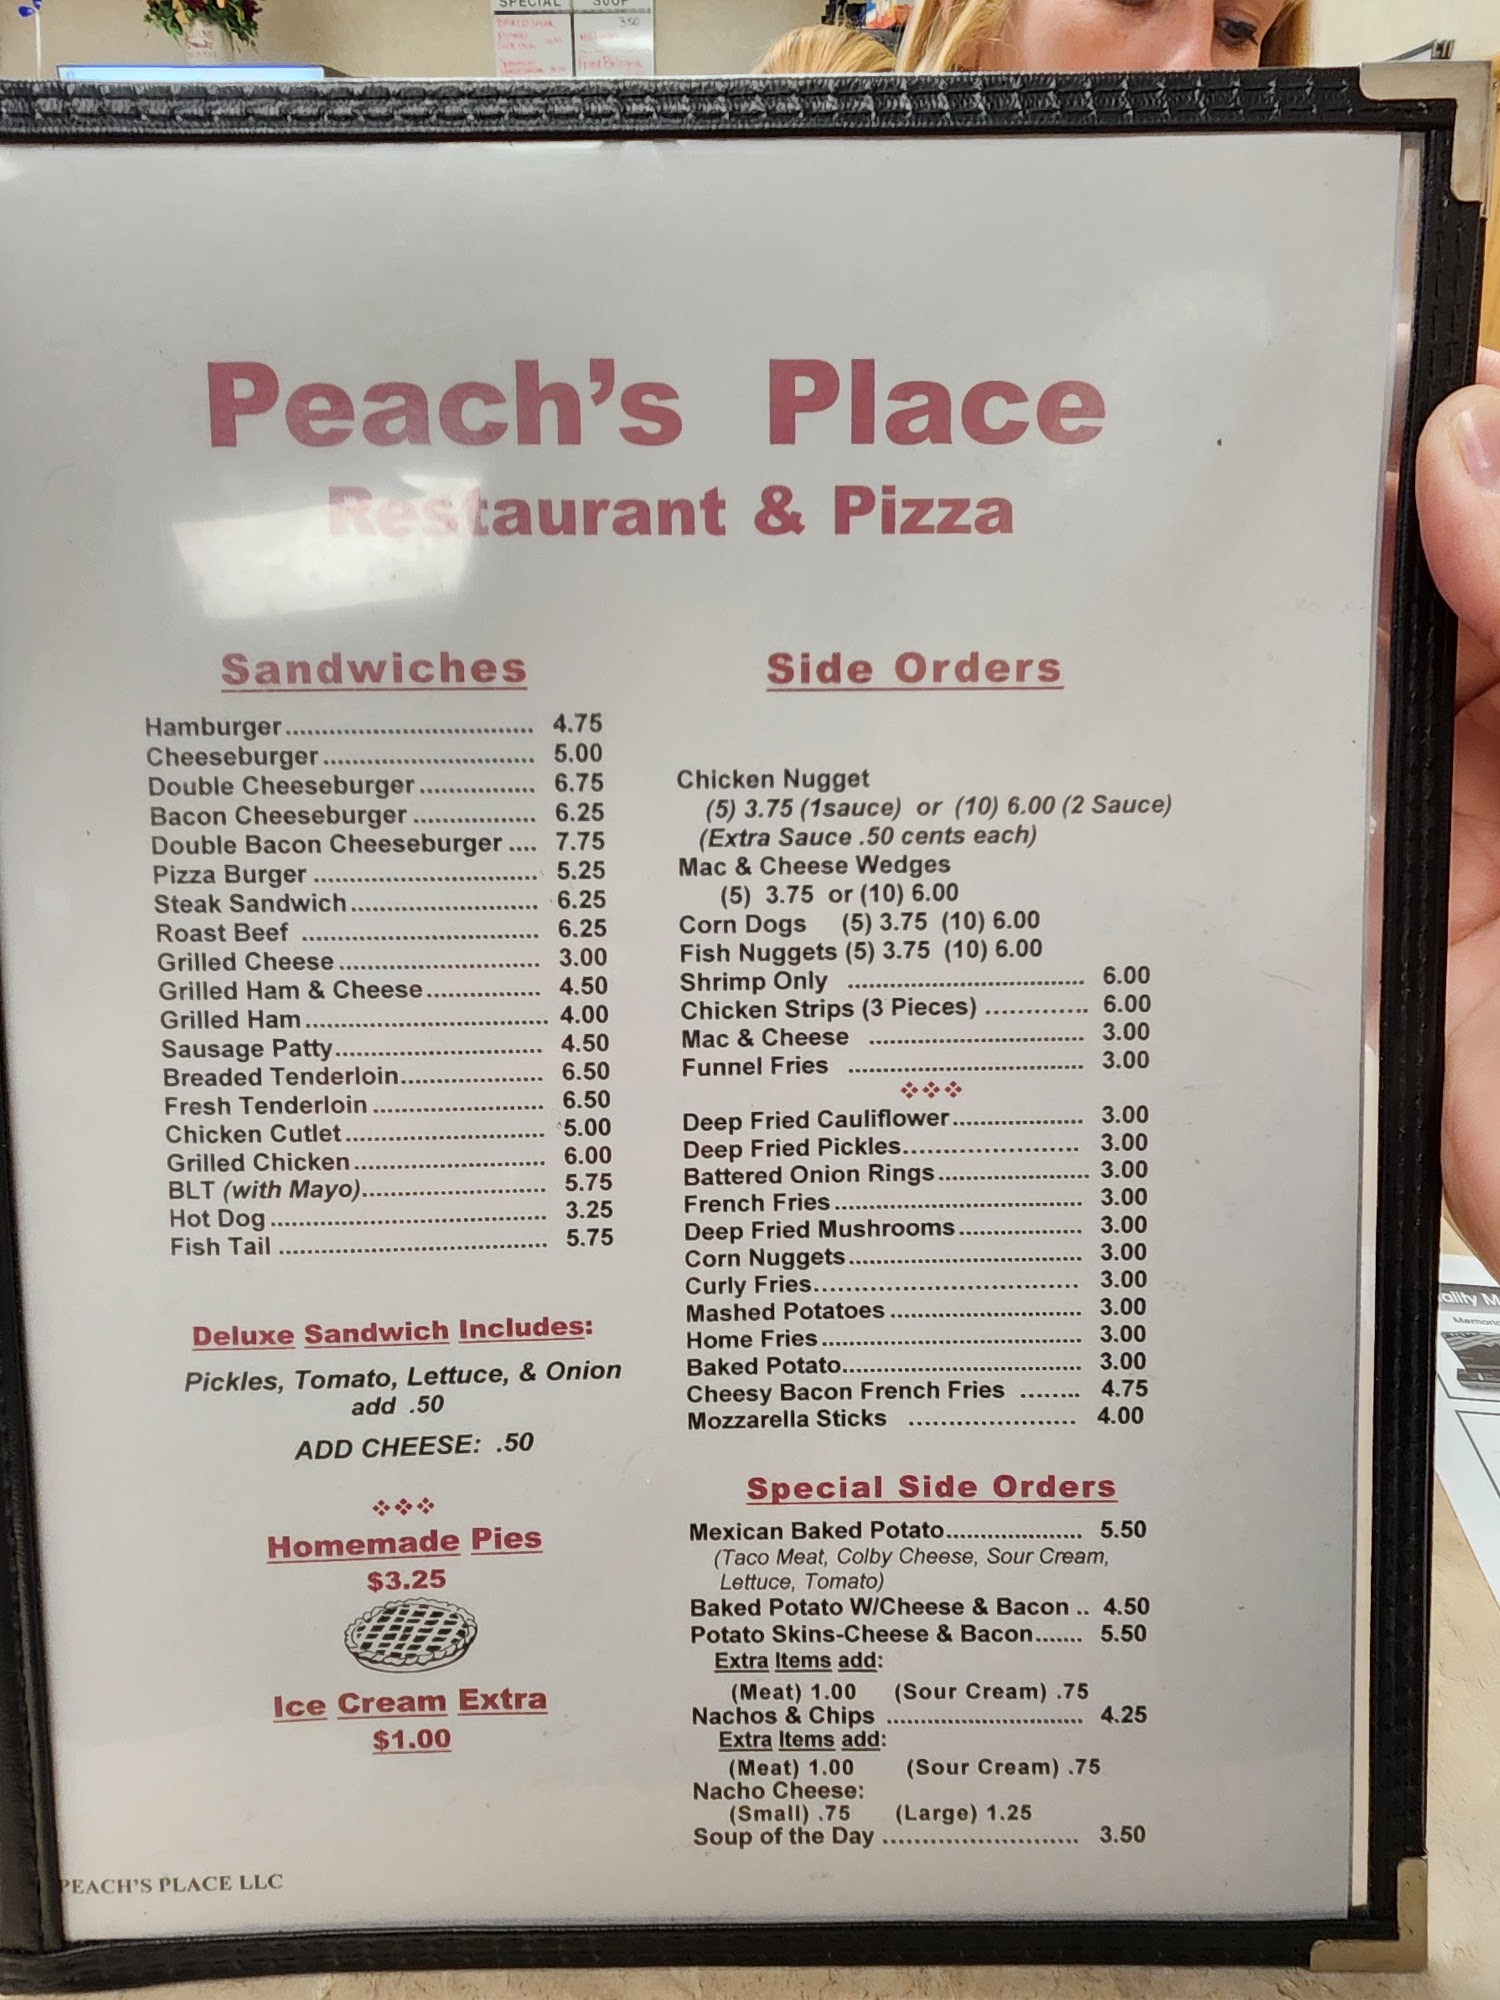 SPECIAL SOUP
3.50
Peach's Place
Restaurant & Pizza
Sandwiches
Hamburger................................. 4.75
Cheeseburger............................ 5.00
Double Cheeseburger................ 6.75
Bacon Cheeseburger ................ 6.25
Double Bacon Cheeseburger .... 7.75
Pizza Burger .............................. 5.25
Steak Sandwich......................... 6.25
Roast Beef ................................ 6.25
Grilled Cheese........................... 3.00
Grilled Ham & Cheese............... 4.50
Grilled Ham................................ 4.00
Sausage Patty............................ 4.50
Breaded Tenderloin................... 6.50
Fresh Tenderloin....................... 6.50
Chicken Cutlet........................... 5.00
Grilled Chicken.......................... 6.00
BLT (with Mayo)......................... 5.75
Hot Dog..................................... 3.25
Fish Tail .................................... 5.75
Deluxe Sandwich Includes:
Pickles, Tomato, Lettuce, & Onion
add .50
ADD CHEESE: .50
Homemade Pies
$3.25
Ice Cream Extra
$1.00
PEACH'S PLACE LLC
Side Orders
Chicken Nugget
(5) 3.75 (1sauce) or (10) 6.00 (2 Sauce)
(Extra Sauce .50 cents each)
Mac & Cheese Wedges
(5) 3.75 or (10) 6.00
Corn Dogs (5) 3.75 (10) 6.00
Fish Nuggets (5) 3.75 (10) 6.00
Shrimp Only ................................ 6.00
Chicken Strips (3 Pieces) ............. 6.00
Mac & Cheese ............................. 3.00
Funnel Fries ................................ 3.00
Deep Fried Cauliflower.................. 3.00
Deep Fried Pickles........................ 3.00
Battered Onion Rings.................... 3.00
French Fries................................. 3.00
Deep Fried Mushrooms................ 3.00
Corn Nuggets............................... 3.00
Curly Fries................................... 3.00
Mashed Potatoes......................... 3.00
Home Fries.................................. 3.00
Baked Potato............................... 3.00
Cheesy Bacon French Fries ........ 4.75
Mozzarella Sticks ...................... 4.00
Special Side Orders
Mexican Baked Potato.................. 5.50
(Taco Meat, Colby Cheese, Sour Cream,
Lettuce, Tomato)
Baked Potato W/Cheese & Bacon .. 4.50
Potato Skins-Cheese & Bacon....... 5.50
Extra Items add:
(Meat) 1.00 (Sour Cream) .75
Nachos & Chips .......................... 4.25
Extra Items add:
(Meat) 1.00 (Sour Cream) .75
Nacho Cheese:
(Small) .75 (Large) 1.25
Soup of the Day .......................... 3.50